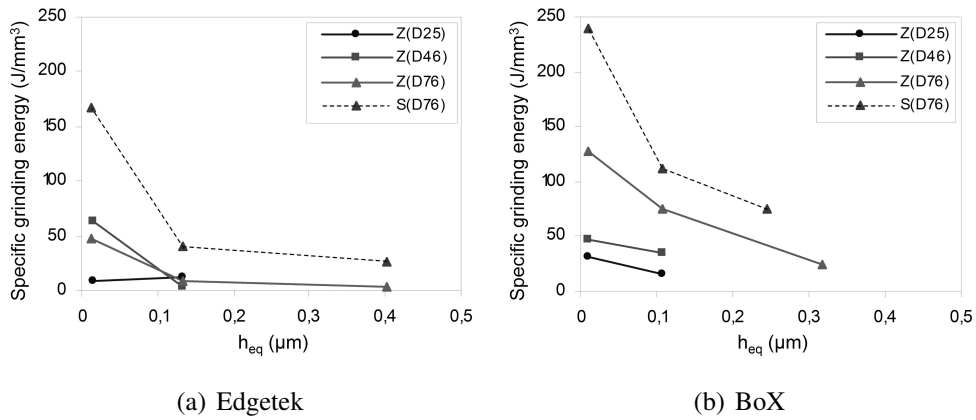 Specific grinding energy (J/mm³)
250
200
150
100
50
0
0
0,1
0,2
0,3
0,4
0,5
h_eq (µm)
Z(D25)
Z(D46)
Z(D76)
S(D76)
(a) Edgetek
Specific grinding energy (J/mm³)
250
200
150
100
50
0
0
0,1
0,2
0,3
0,4
0,5
h_eq (µm)
Z(D25)
Z(D46)
Z(D76)
S(D76)
(b) BoX